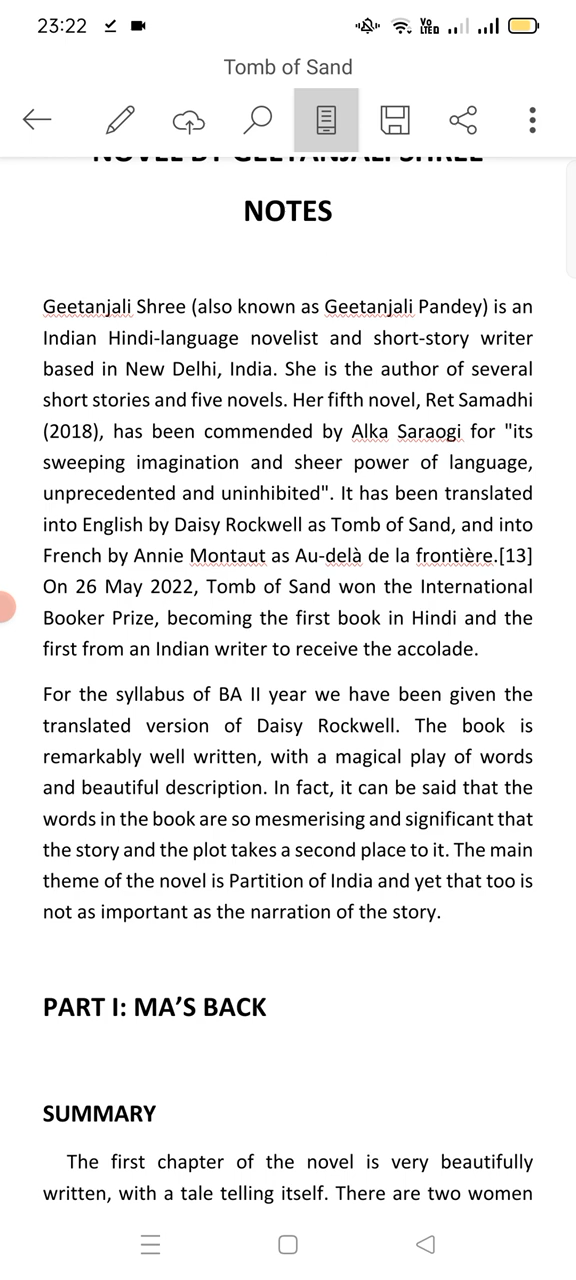 23:22
Vo
LTED
Tomb of Sand
NOVEL BY GEETANJALI SHREE
NOTES
Geetanjali Shree (also known as Geetanjali Pandey) is an
Indian Hindi-language novelist and short-story writer
based in New Delhi, India. She is the author of several
short stories and five novels. Her fifth novel, Ret Samadhi
(2018), has been commended by Alka Saraogi for "its
sweeping imagination and sheer power of language,
unprecedented and uninhibited". It has been translated
into English by Daisy Rockwell as Tomb of Sand, and into
French by Annie Montaut as Au-delà de la frontière.[13]
On 26 May 2022, Tomb of Sand won the International
Booker Prize, becoming the first book in Hindi and the
first from an Indian writer to receive the accolade.
For the syllabus of BA II year we have been given the
translated version of Daisy Rockwell. The book is
remarkably well written, with a magical play of words
and beautiful description. In fact, it can be said that the
words in the book are so mesmerising and significant that
the story and the plot takes a second place to it. The main
theme of the novel is Partition of India and yet that too is
not as important as the narration of the story.
PART I: MA’S BACK
SUMMARY
The first chapter of the novel is very beautifully
written, with a tale telling itself. There are two women